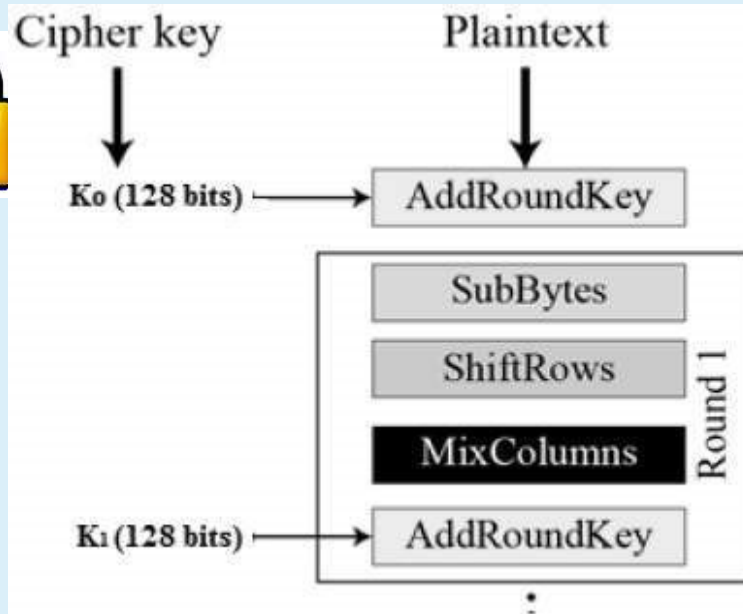 Cipher key
Plaintext
K0 (128 bits)
AddRoundKey
SubBytes
ShiftRows
MixColumns
Round 1
K1 (128 bits)
AddRoundKey